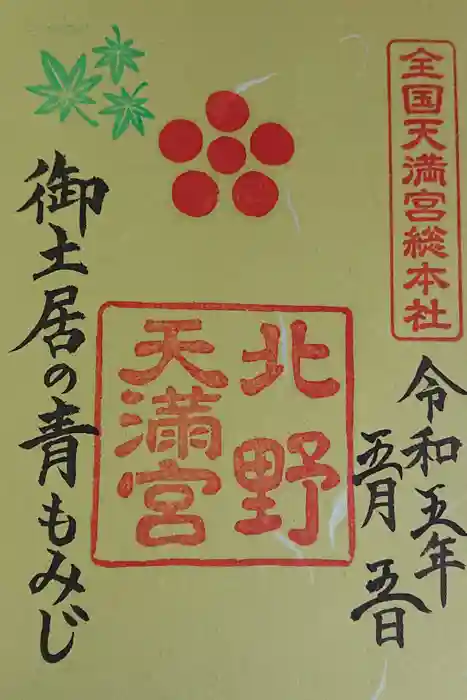 全国天満宮総本社
令和五年
五月五日
北野
天満宮
御土居の青もみじ